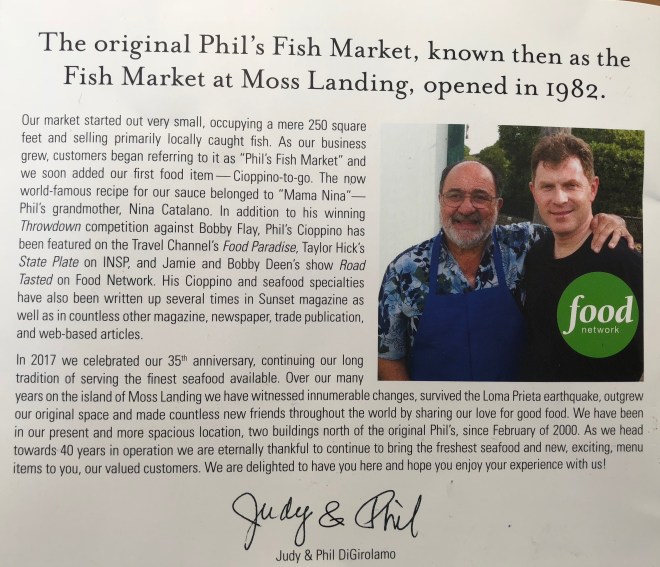 The original Phil's Fish Market, known then as the
Fish Market at Moss Landing, opened in 1982.
Our market started out very small, occupying a mere 250 square
feet and selling primarily locally caught fish. As our business
grew, customers began referring to it as "Phil's Fish Market" and
we soon added our first food item — Cioppino-to-go. The now
world-famous recipe for our sauce belonged to "Mama Nina"—
Phil's grandmother, Nina Catalano. In addition to his winning
Throwdown competition against Bobby Flay, Phil's Cioppino has
been featured on the Travel Channel's Food Paradise, Taylor Hick's
State Plate on INSP, and Jamie and Bobby Deen's show Road
Tasted on Food Network. His Cioppino and seafood specialties
have also been written up several times in Sunset magazine as
well as in countless other magazine, newspaper, trade publication,
and web-based articles.
In 2017 we celebrated our 35th anniversary, continuing our long
tradition of serving the finest seafood available. Over our many
years on the island of Moss Landing we have witnessed innumerable changes, survived the Loma Prieta earthquake, outgrew
our original space and made countless new friends throughout the world by sharing our love for good food. We have been
in our present and more spacious location, two buildings north of the original Phil's, since February of 2000. As we head
towards 40 years in operation we are eternally thankful to continue to bring the freshest seafood and new, exciting, menu
items to you, our valued customers. We are delighted to have you here and hope you enjoy your experience with us!
food
network
Judy & Phil
Judy & Phil DiGirolamo